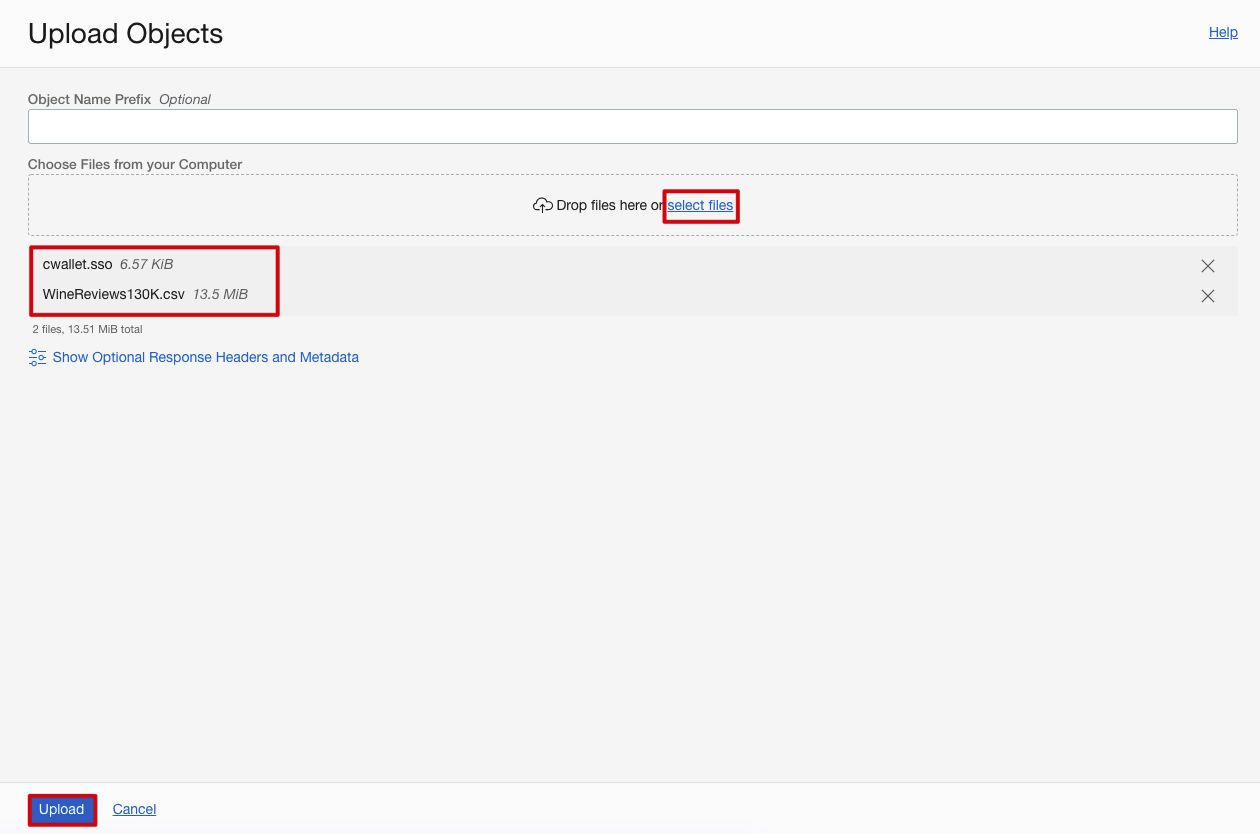 Upload Objects
Help
Object Name Prefix Optional
Choose Files from your Computer
Drop files here or select files
cwallet.sso 6.57 KiB
WineReviews130K.csv 13.5 MiB
2 files, 13.51 MiB total
Show Optional Response Headers and Metadata
Upload Cancel